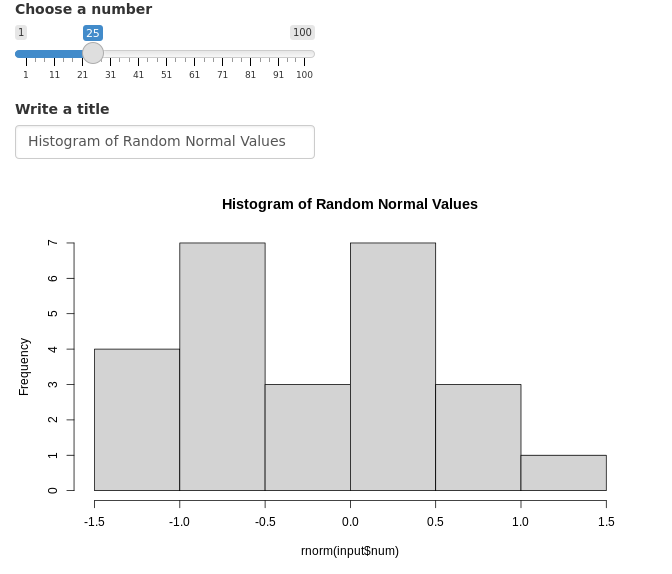 Choose a number
1 25 100
1 11 21 31 41 51 61 71 81 91 100
Write a title
Histogram of Random Normal Values
Histogram of Random Normal Values
7
6
5
4
3
2
1
0
Frequency
-1.5 -1.0 -0.5 0.0 0.5 1.0 1.5
rnorm(input$num)